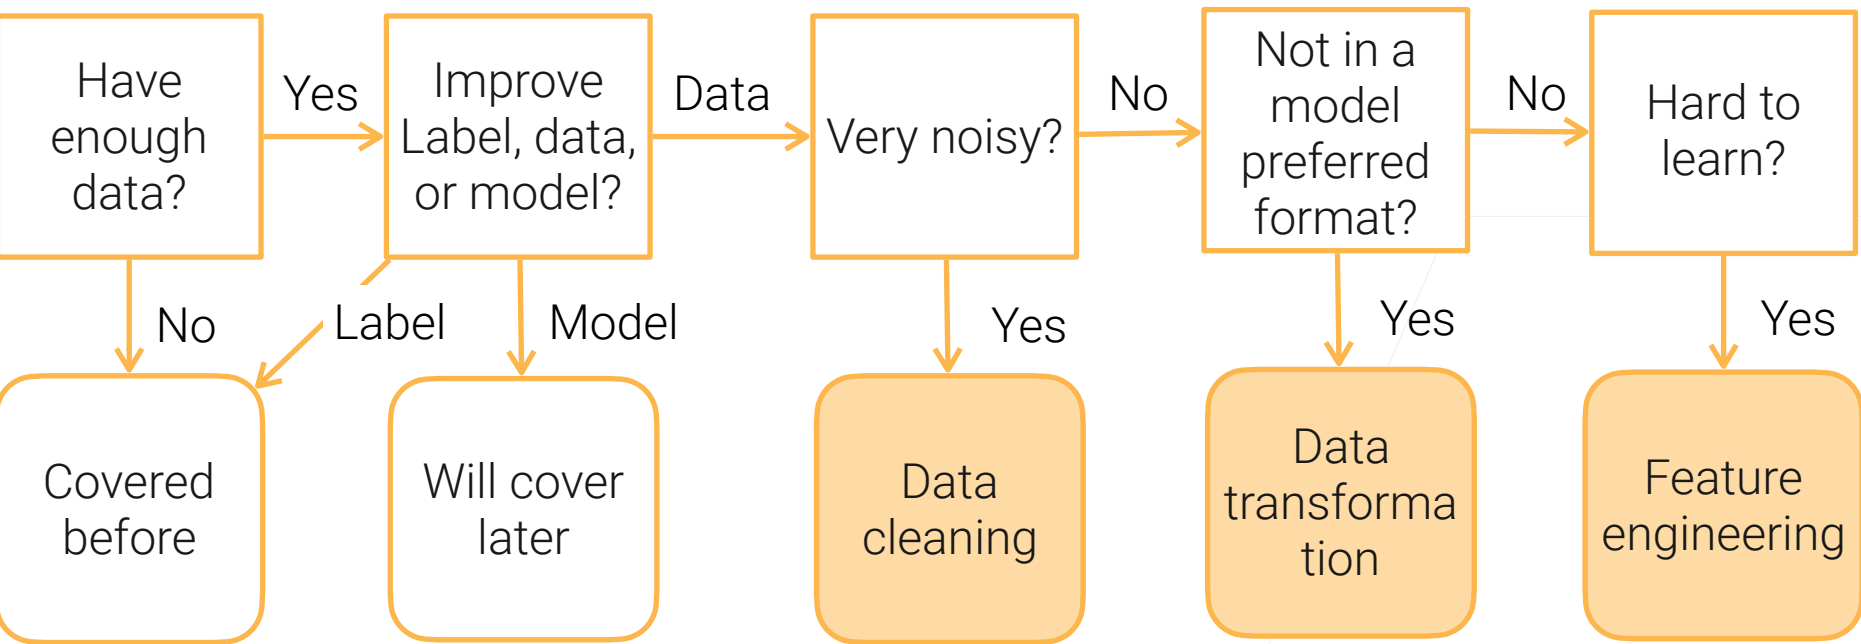 Have
enough
data?
Yes
Improve
Label, data,
or model?
Data
Very noisy?
No
Not in a
model
preferred
format?
No
Hard to
learn?
No
Label
Model
Yes
Yes
Yes
Covered
before
Will cover
later
Data
cleaning
Data
transforma
tion
Feature
engineering